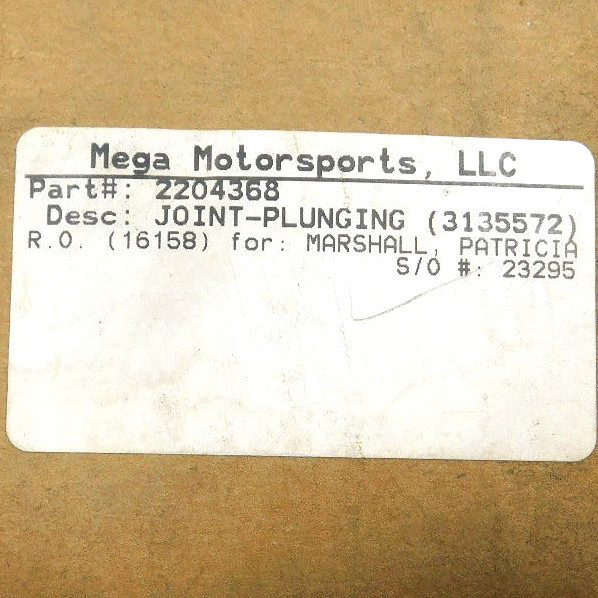 Mega Motorsports, LLC
Part#: 2204368
Desc: JOINT-PLUNGING (3135572)
R.O. (16158) for: MARSHALL, PATRICIA
S/O #: 23295